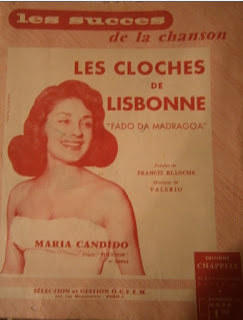 les succès
de la chanson
LES CLOCHES
DE
LISBONNE
"FADO DA MADRAGOA"
Paroles de
FRANCIS BLANCHE
Musique de
VALERIO
MARIA CANDIDO
SÉLECTION et GESTION O.G.F.E.M.
EDITIONS
CHAPPELL